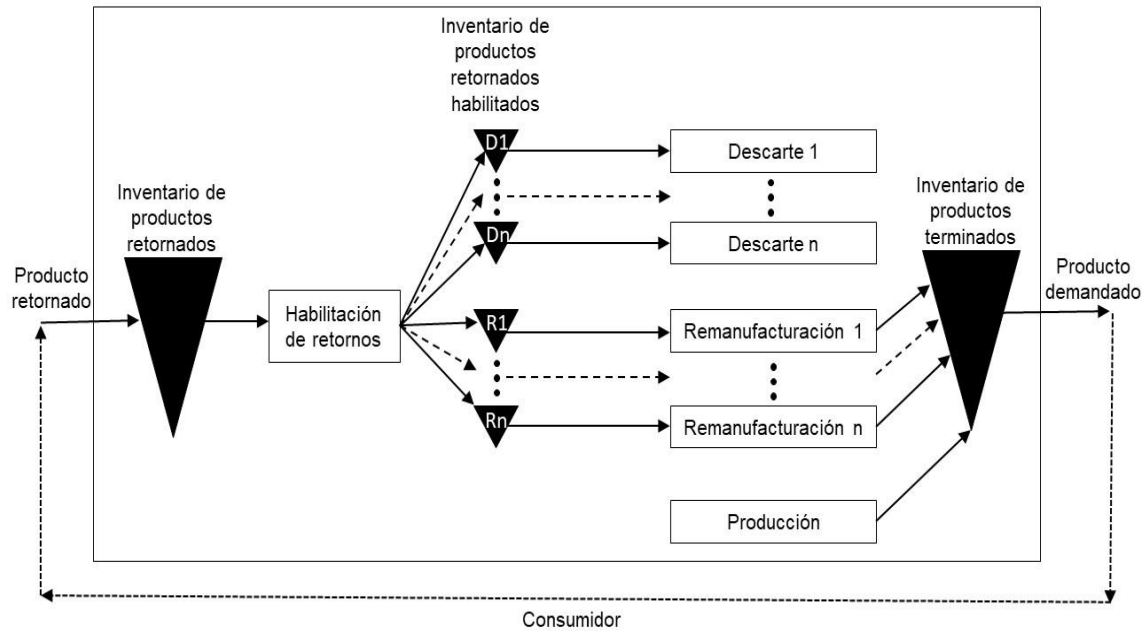 Inventario de
productos
retornados
habilitados
D1
Descarte 1
Inventario de
productos
retornados
Dn
Descarte n
Inventario de
productos
terminados
Producto
retornado
Habilitación
de retornos
R1
Remanufacturación 1
Producto
demandado
Rn
Remanufacturación n
Producción
Consumidor